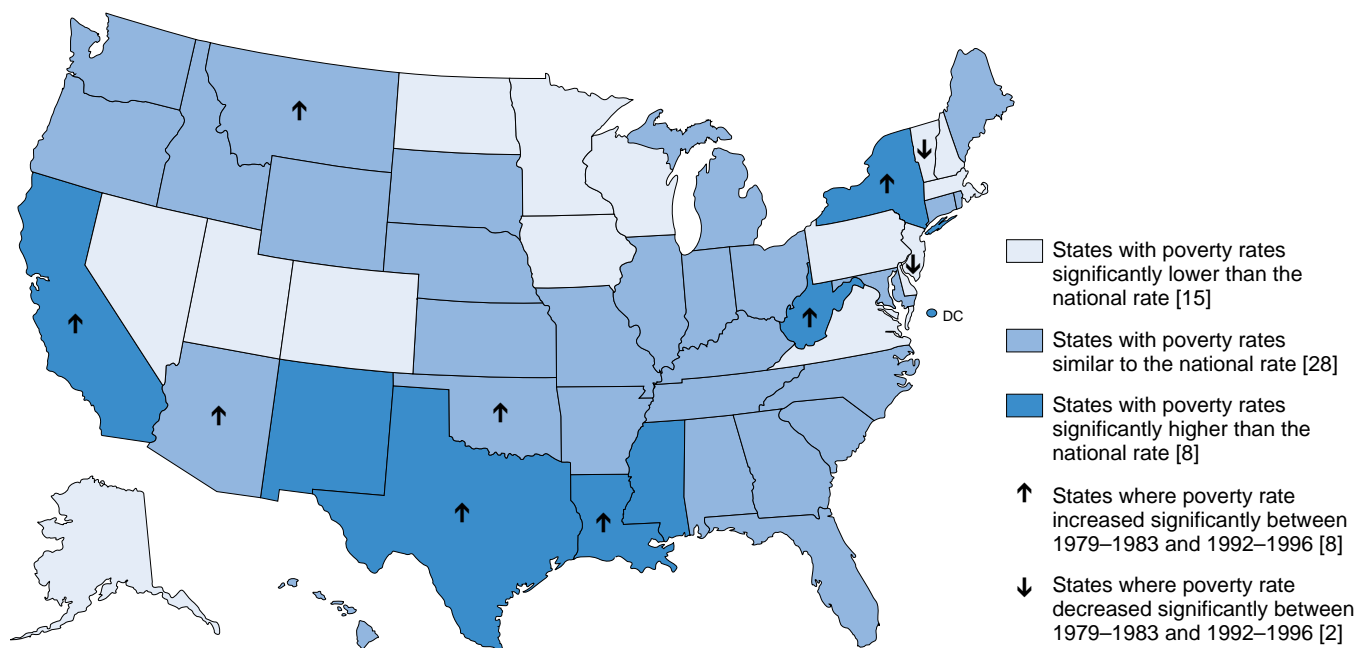 DC
States with poverty rates
significantly lower than the
national rate [15]
States with poverty rates
similar to the national rate [28]
States with poverty rates
significantly higher than the
national rate [8]
States where poverty rate
increased significantly between
1979–1983 and 1992–1996 [8]
States where poverty rate
decreased significantly between
1979–1983 and 1992–1996 [2]